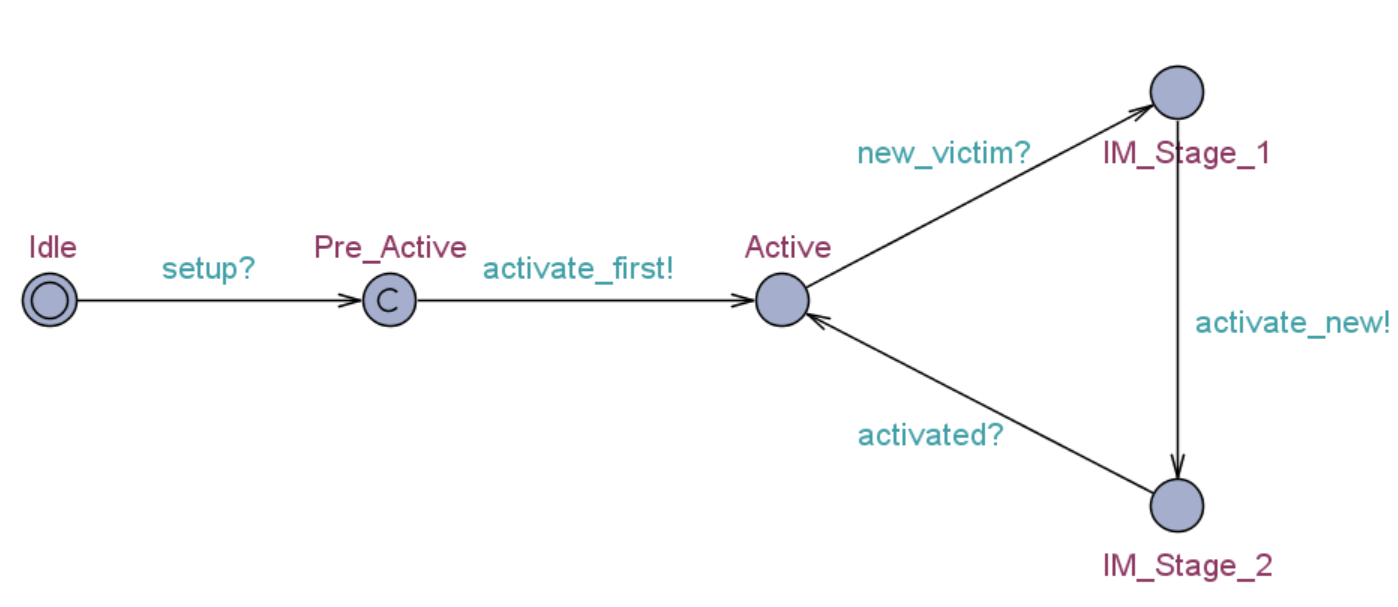 new_victim?
IM_Stage_1
Idle
setup?
Pre_Active
C
activate_first!
Active
activate_new!
activated?
IM_Stage_2